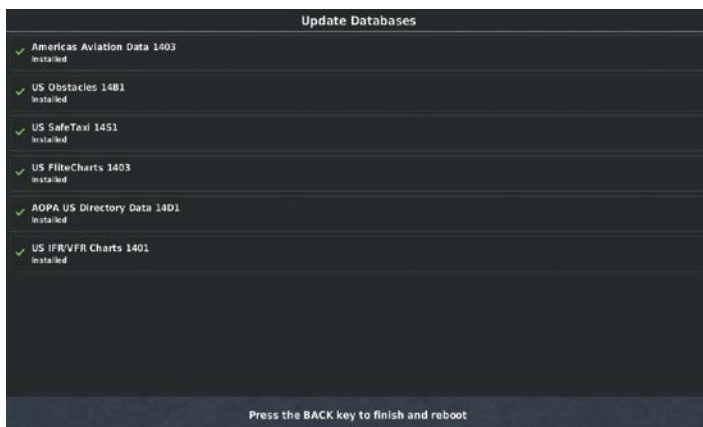 Update Databases
Americas Aviation Data 1403
Installed
US Obstacles 14B1
Installed
US SafeTaxi 14S1
Installed
US FliteCharts 1403
Installed
AOPA US Directory Data 14D1
Installed
US IFR/VFR Charts 1401
Installed
Press the BACK key to finish and reboot